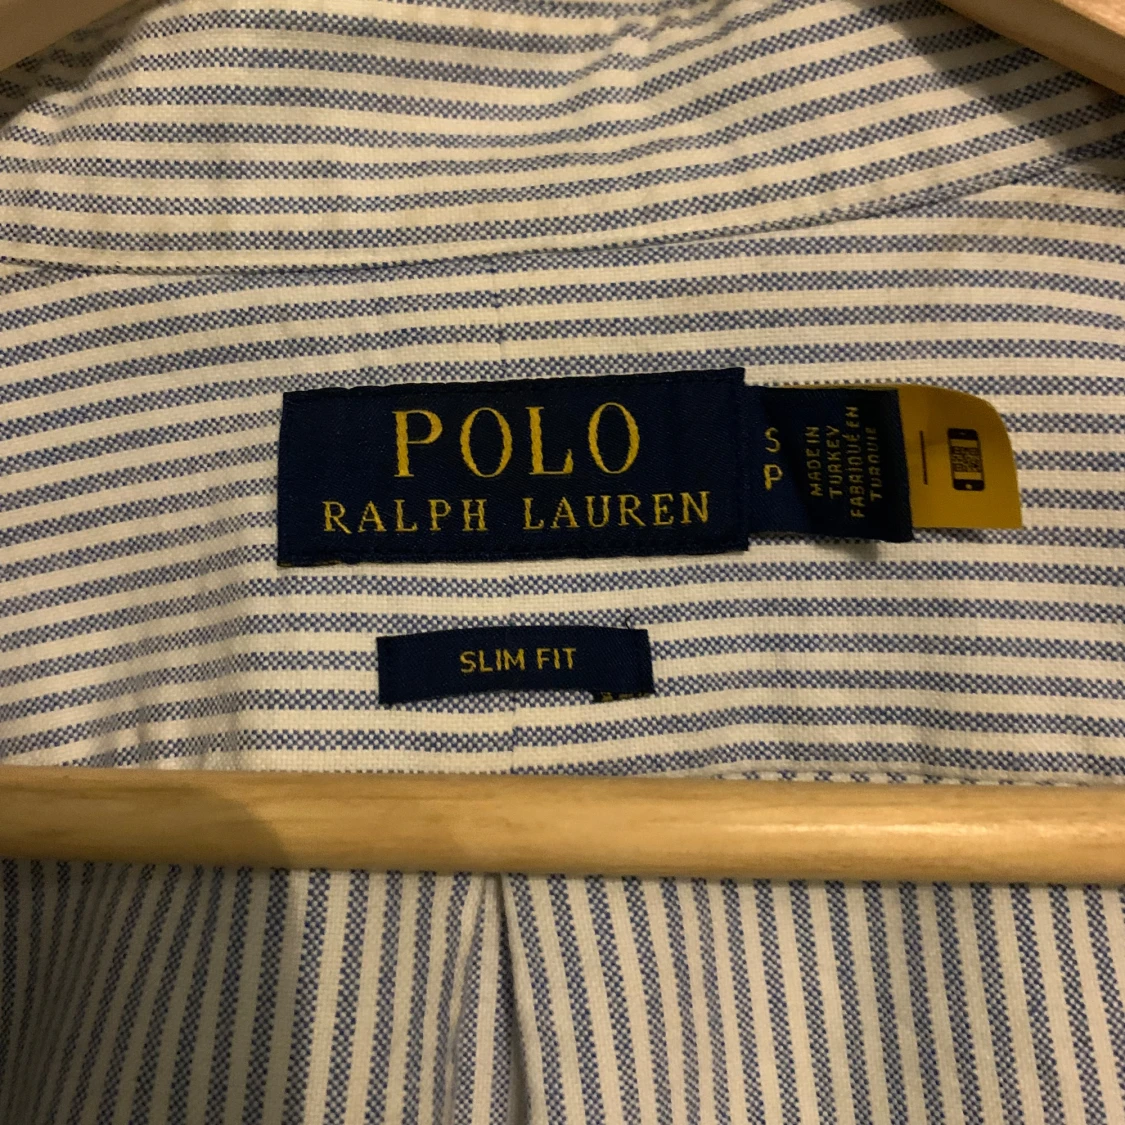 POLO
RALPH LAUREN
S
P
MADE IN
TURKEY
FABRIQUÉ EN
TURQUIE
SLIM FIT